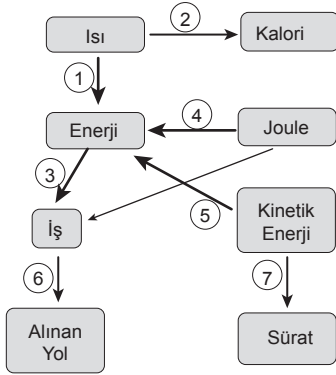 Isı
2
Kalori
1
Enerji
4
Joule
3
İş
5
Kinetik
Enerji
6
7
Alınan
Yol
Sürat